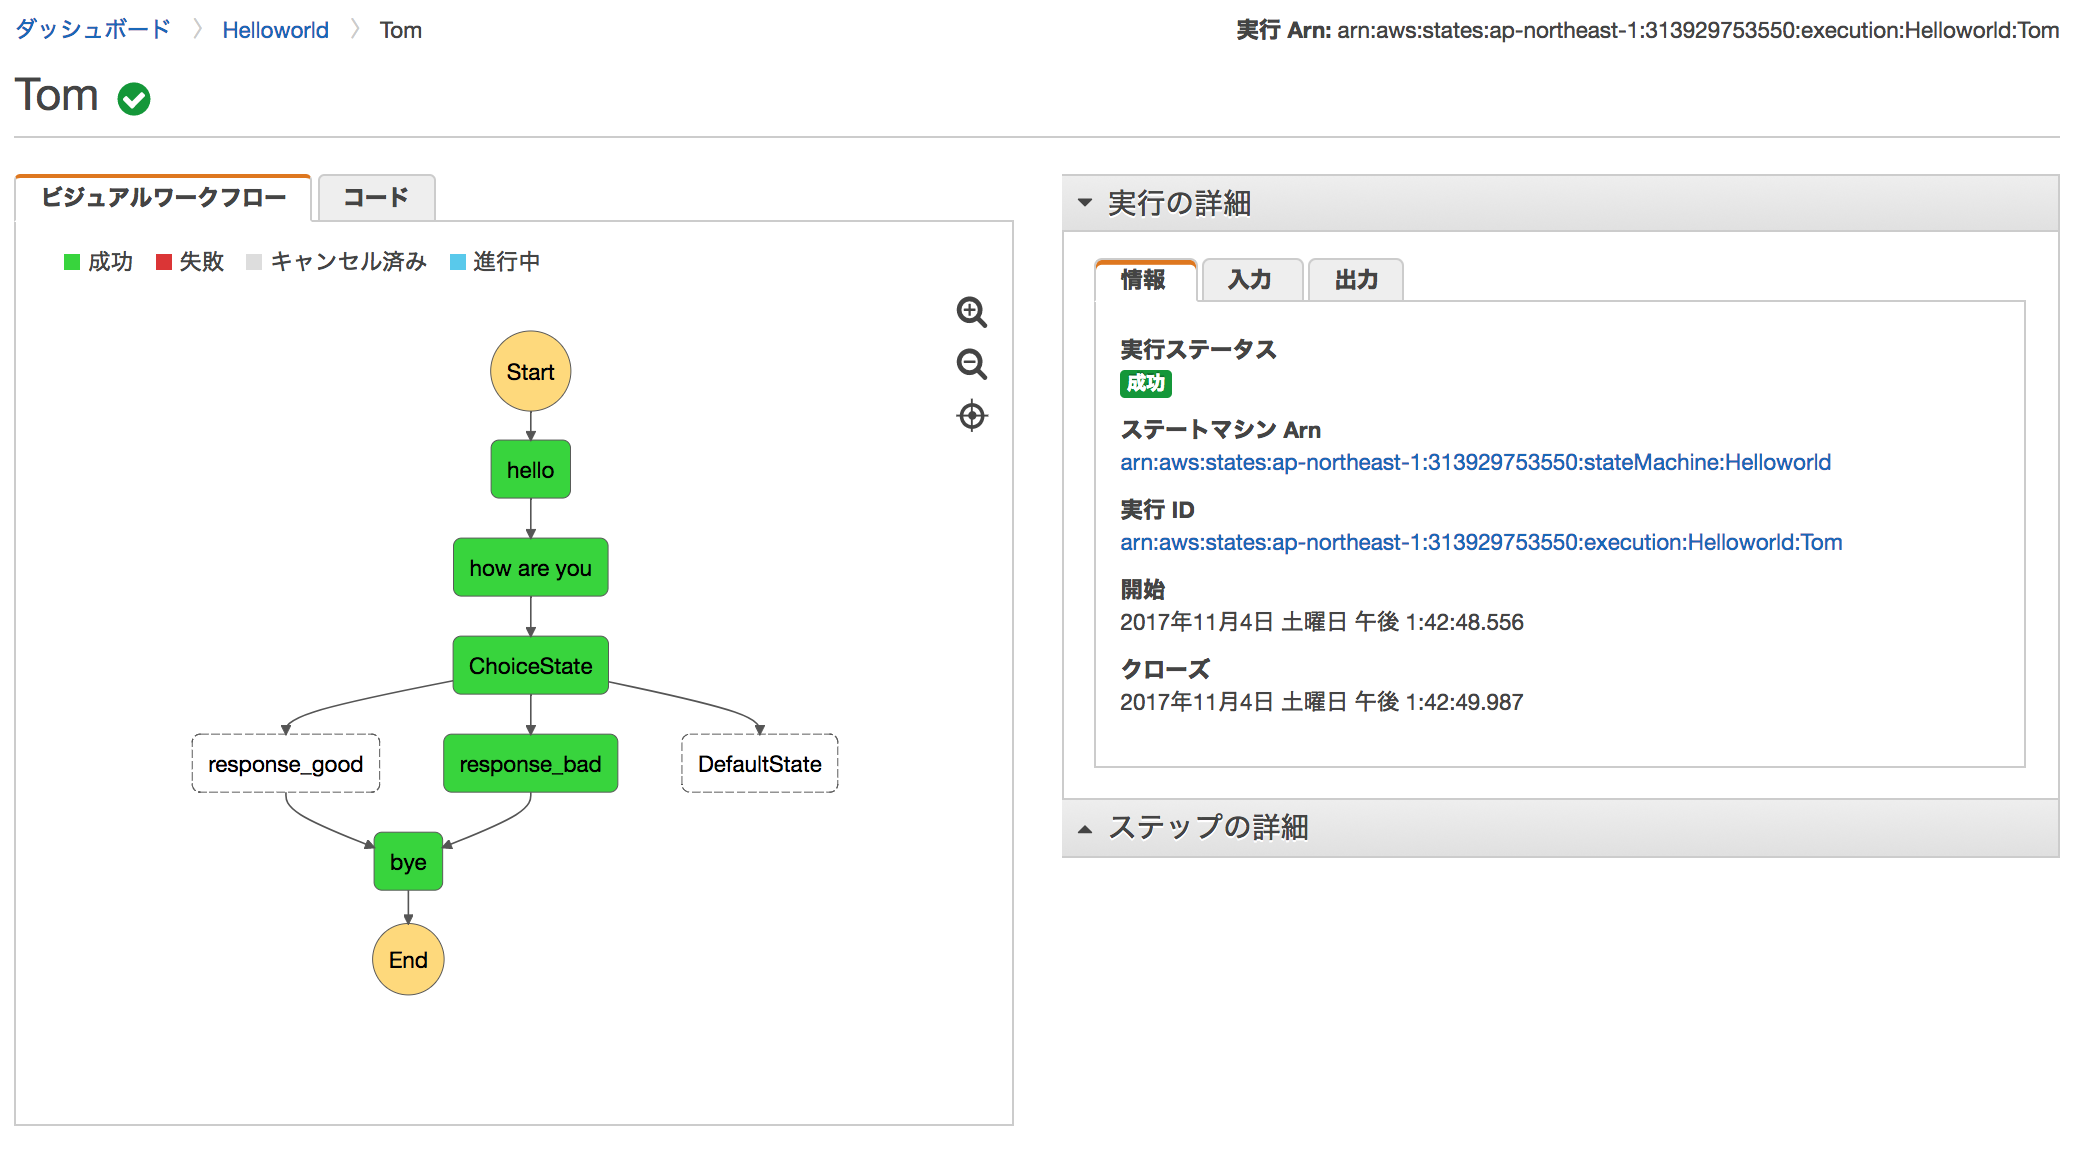 ダッシュボード 〉 Helloworld 〉 Tom
実行 Arn: arn:aws:states:ap-northeast-1:313929753550:execution:Helloworld:Tom
Tom
ビジュアルワークフロー
コード
成功 失敗 キャンセル済み 進行中
Start
hello
how are you
ChoiceState
response_good
response_bad
DefaultState
bye
End
実行の詳細
情報 入力 出力
実行ステータス
成功
ステートマシン Arn
arn:aws:states:ap-northeast-1:313929753550:stateMachine:Helloworld
実行 ID
arn:aws:states:ap-northeast-1:313929753550:execution:Helloworld:Tom
開始
2017年11月4日 土曜日 午後 1:42:48.556
クローズ
2017年11月4日 土曜日 午後 1:42:49.987
ステップの詳細